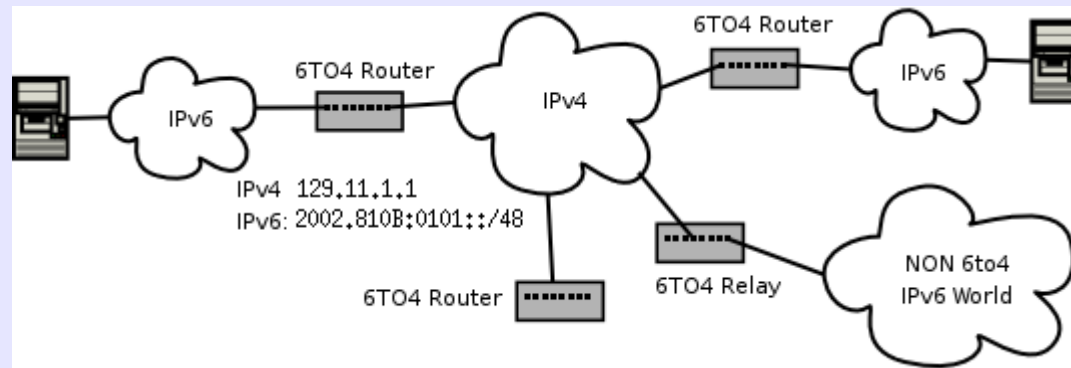 6TO4 Router
IPv6
6TO4 Router
IPv4
IPv6
IPv4 129.11.1.1
IPv6: 2002.810B:0101::/48
6TO4 Router
6TO4 Relay
NON 6to4
IPv6 World